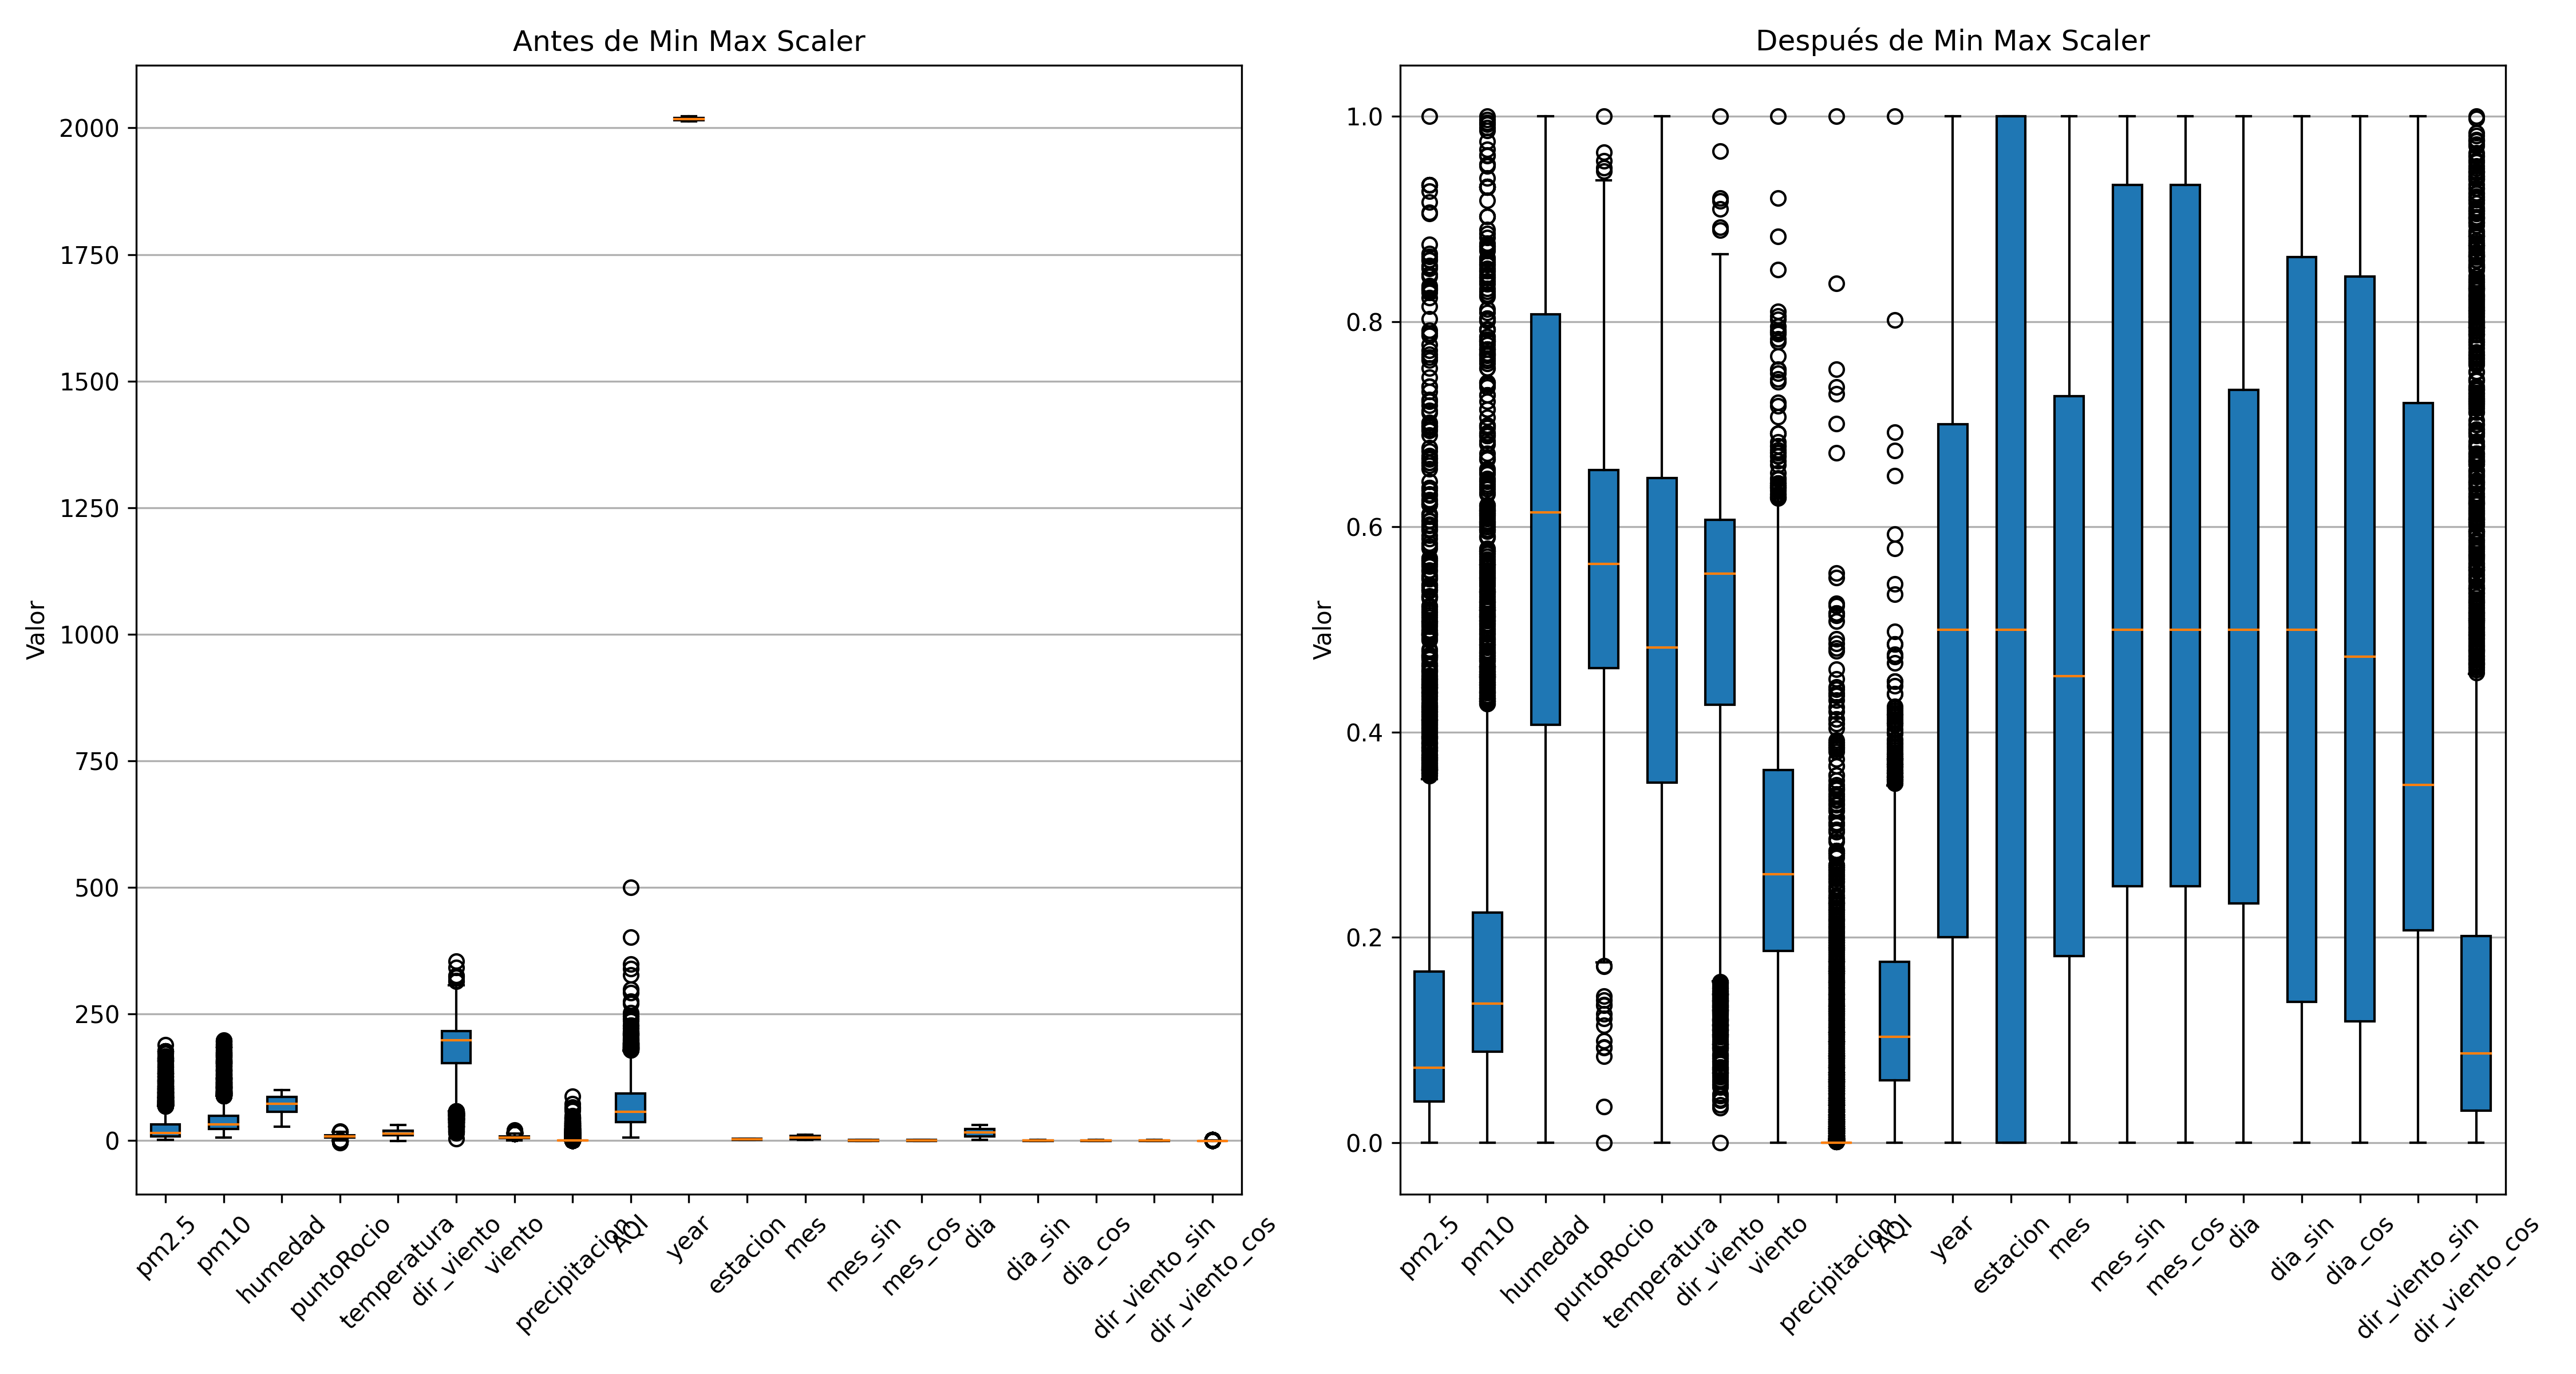 Antes de Min Max Scaler
Valor
2000
1750
1500
1250
1000
750
500
250
0
pm2.5
pm10
humedad
puntoRocio
temperatura
dir_viento
viento
precipitacion
AQI
year
estacion
mes
mes_sin
mes_cos
dia
dia_sin
dia_cos
dir_viento_sin
dir_viento_cos
Después de Min Max Scaler
Valor
1.0
0.8
0.6
0.4
0.2
0.0
pm2.5
pm10
humedad
puntoRocio
temperatura
dir_viento
viento
precipitacion
AQI
year
estacion
mes
mes_sin
mes_cos
dia
dia_sin
dia_cos
dir_viento_sin
dir_viento_cos